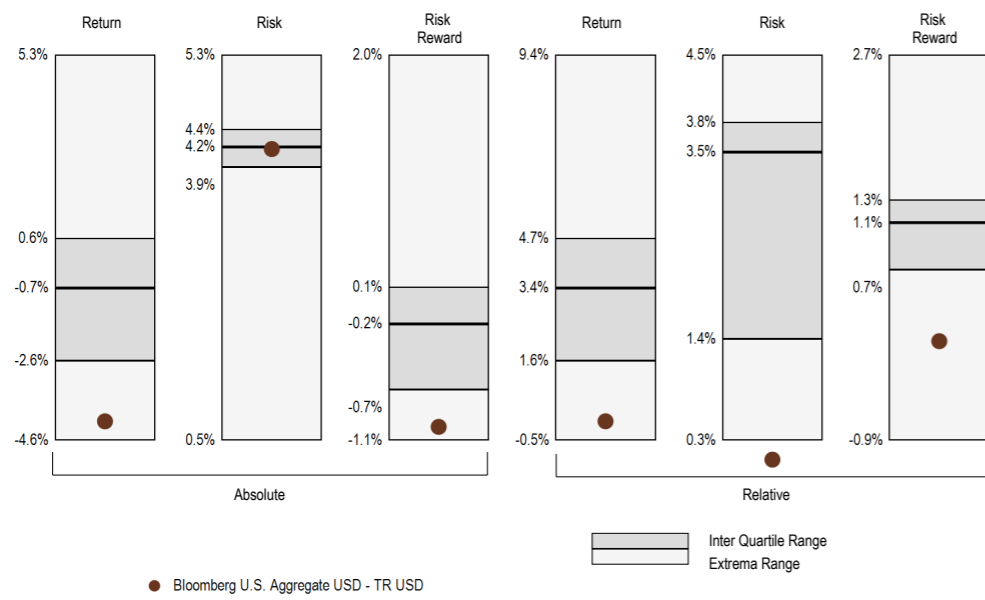 Return
Risk
Risk
Reward
Return
Risk
Risk
Reward
5.3%
0.6%
-0.7%
-2.6%
-4.6%
5.3%
4.4%
4.2%
3.9%
0.5%
2.0%
0.1%
-0.2%
-0.7%
-1.1%
9.4%
4.7%
3.4%
1.6%
-0.5%
4.5%
3.8%
3.5%
1.4%
0.3%
2.7%
1.3%
1.1%
0.7%
-0.9%
Absolute
Relative
Inter Quartile Range
Extrema Range
Bloomberg U.S. Aggregate USD - TR USD